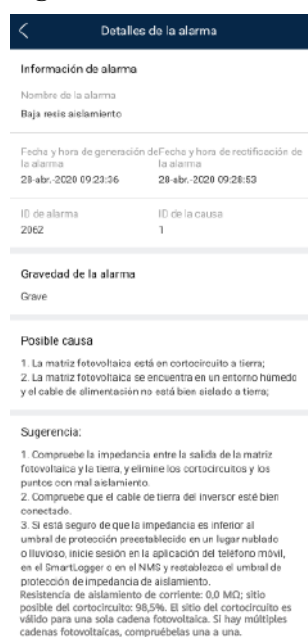 Detalles de la alarma
Información de alarma
Nombre de la alarma
Baja resis aislamiento
Fecha y hora de generación de Fecha y hora de rectificación de
la alarma la alarma
28-abr.-2020 09:23:36 28-abr.-2020 09:28:53
ID de alarma ID de la causa
2062 1
Gravedad de la alarma
Grave
Posible causa
1. La matriz fotovoltaica está en cortocircuito a tierra;
2. La matriz fotovoltaica se encuentra en un entorno húmedo
y el cable de alimentación no está bien aislado a tierra;
Sugerencia:
1. Compruebe la impedancia entre la salida de la matriz
fotovoltaica y la tierra, y elimine los cortocircuitos y los
puntos con mal aislamiento.
2. Compruebe que el cable de tierra del inversor esté bien
conectado.
3. Si está seguro de que la impedancia es inferior al
umbral de protección preestablecido en un lugar nublado
o lluvioso, inicie sesión en la aplicación del teléfono móvil,
en el SmartLogger o en el NMS y reestablezca el umbral de
protección de impedancia de aislamiento.
Resistencia de aislamiento de corriente: 0,0 MΩ; sitio
posible del cortocircuito: 98,5%. El sitio del cortocircuito es
válido para una sola cadena fotovoltaica. Si hay múltiples
cadenas fotovoltaicas, compruébelas una a una.